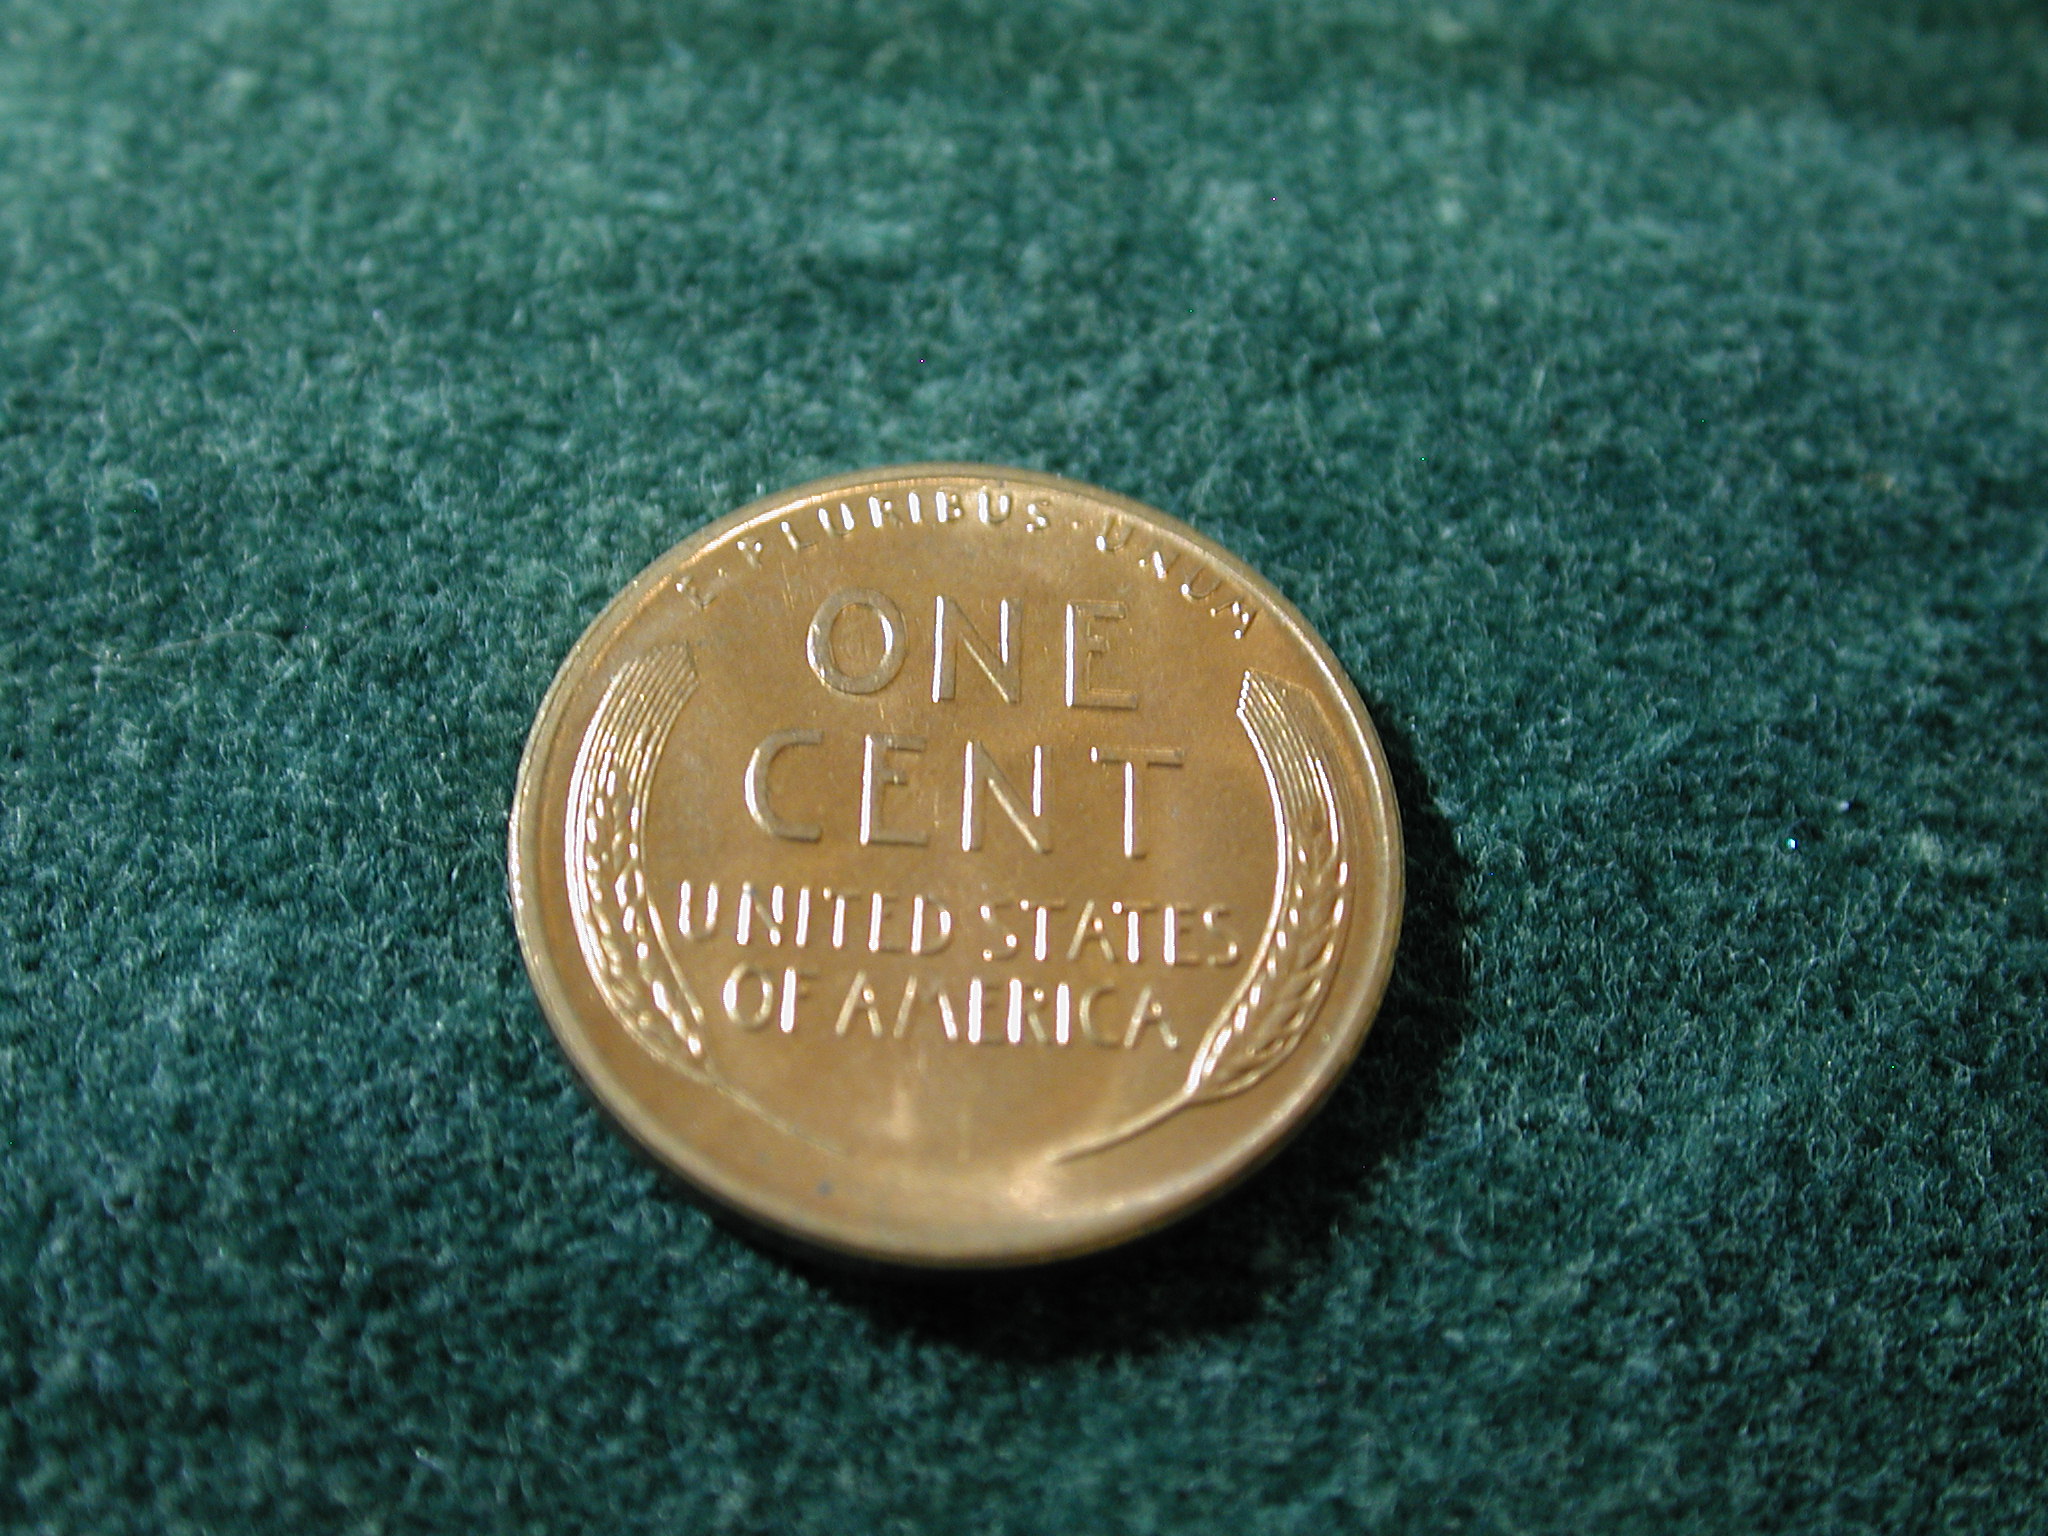 E·PLURIBUS·UNUM
ONE
CENT
UNITED STATES
OF AMERICA